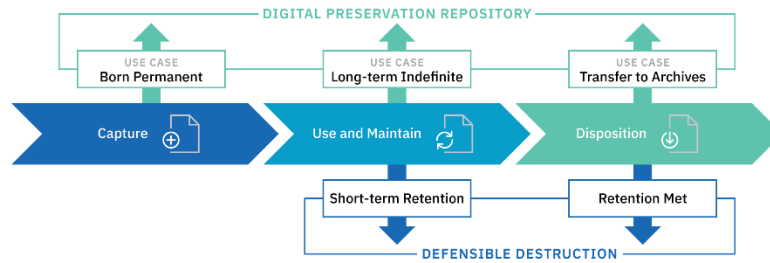 DIGITAL PRESERVATION REPOSITORY
USE CASE
Born Permanent
USE CASE
Long-term Indefinite
USE CASE
Transfer to Archives
Capture
Use and Maintain
Disposition
Short-term Retention
Retention Met
DEFENSIBLE DESTRUCTION